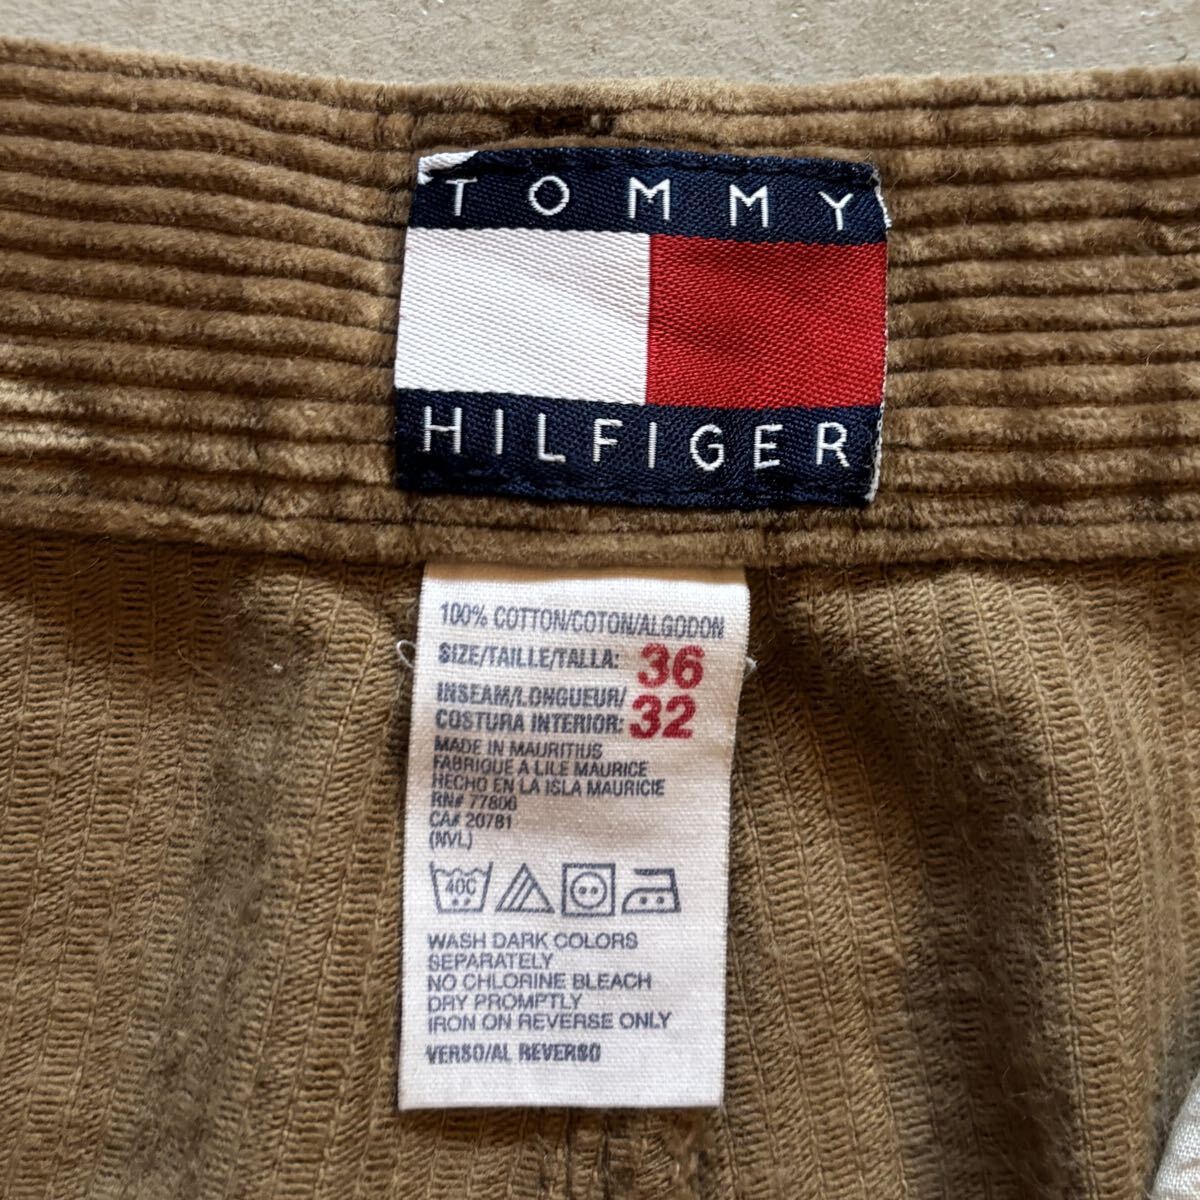 TOMMY
HILFIGER
100% COTTON/COTON/ALGODON
SIZE/TAILLE/TALLA: 36
INSEAM/LONGUEUR/
COSTURA INTERIOR: 32
MADE IN MAURITIUS
FABRIQUE A LILE MAURICE
HECHO EN LA ISLA MAURICIE
RN# 77806
CA# 20781
(NVL)
40C
WASH DARK COLORS
SEPARATELY
NO CHLORINE BLEACH
DRY PROMPTLY
IRON ON REVERSE ONLY
VERSO/AL REVERSO